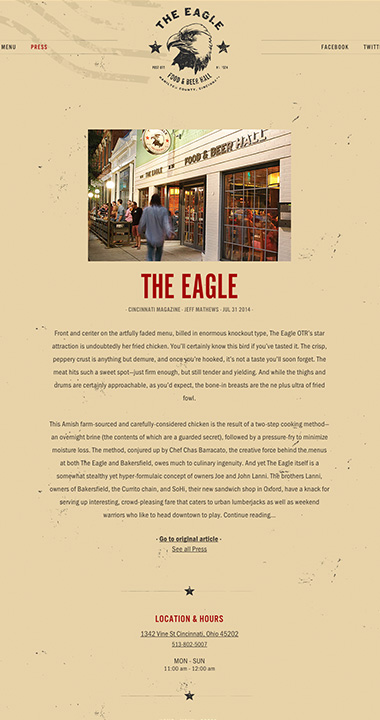 THE EAGLE
MENU
PRESS
FACEBOOK
TWITT
FOOD & BEER HALL
HAMILTON COUNTY, CINCINNATI
FOOD & BEER HALL
THE EAGLE
THE EAGLE
CINCINNATI MAGAZINE · JEFF MATHEWS · JUL 31 2014 ·
Front and center on the artfully faded menu, billed in enormous knockout type, The Eagle OTR's star
attraction is undoubtedly her fried chicken. You'll certainly know this bird if you've tasted it. The crisp,
peppery crust is anything but demure, and once you're hooked, it's not a taste you'll soon forget. The
meat hits such a sweet spot—just firm enough, but still tender and yielding. And while the thighs and
drums are certainly approachable, as you'd expect, the bone-in breasts are the ne plus ultra of fried
fowl.
This Amish farm-sourced and carefully-considered chicken is the result of a two-step cooking method—
an overnight brine (the contents of which are a guarded secret), followed by a pressure-fry to minimize
moisture loss. The method, conjured up by Chef Chas Barracato, the creative force behind the menus
at both The Eagle and Bakersfield, owes much to culinary ingenuity. And yet The Eagle itself is a
somewhat stealthy yet hyper-formulaic concept of owners Joe and John Lanni. The brothers Lanni,
owners of Bakersfield, the Currito chain, and SoHi, their new sandwich shop in Oxford, have a knack for
serving up interesting, crowd-pleasing fare that caters to urban lumberjacks as well as weekend
warriors who like to head downtown to play. Continue reading...
· Go to original article ·
See all Press
LOCATION & HOURS
1342 Vine St Cincinnati, Ohio 45202
513-802-5007
MON - SUN
11:00 am - 12:00 am